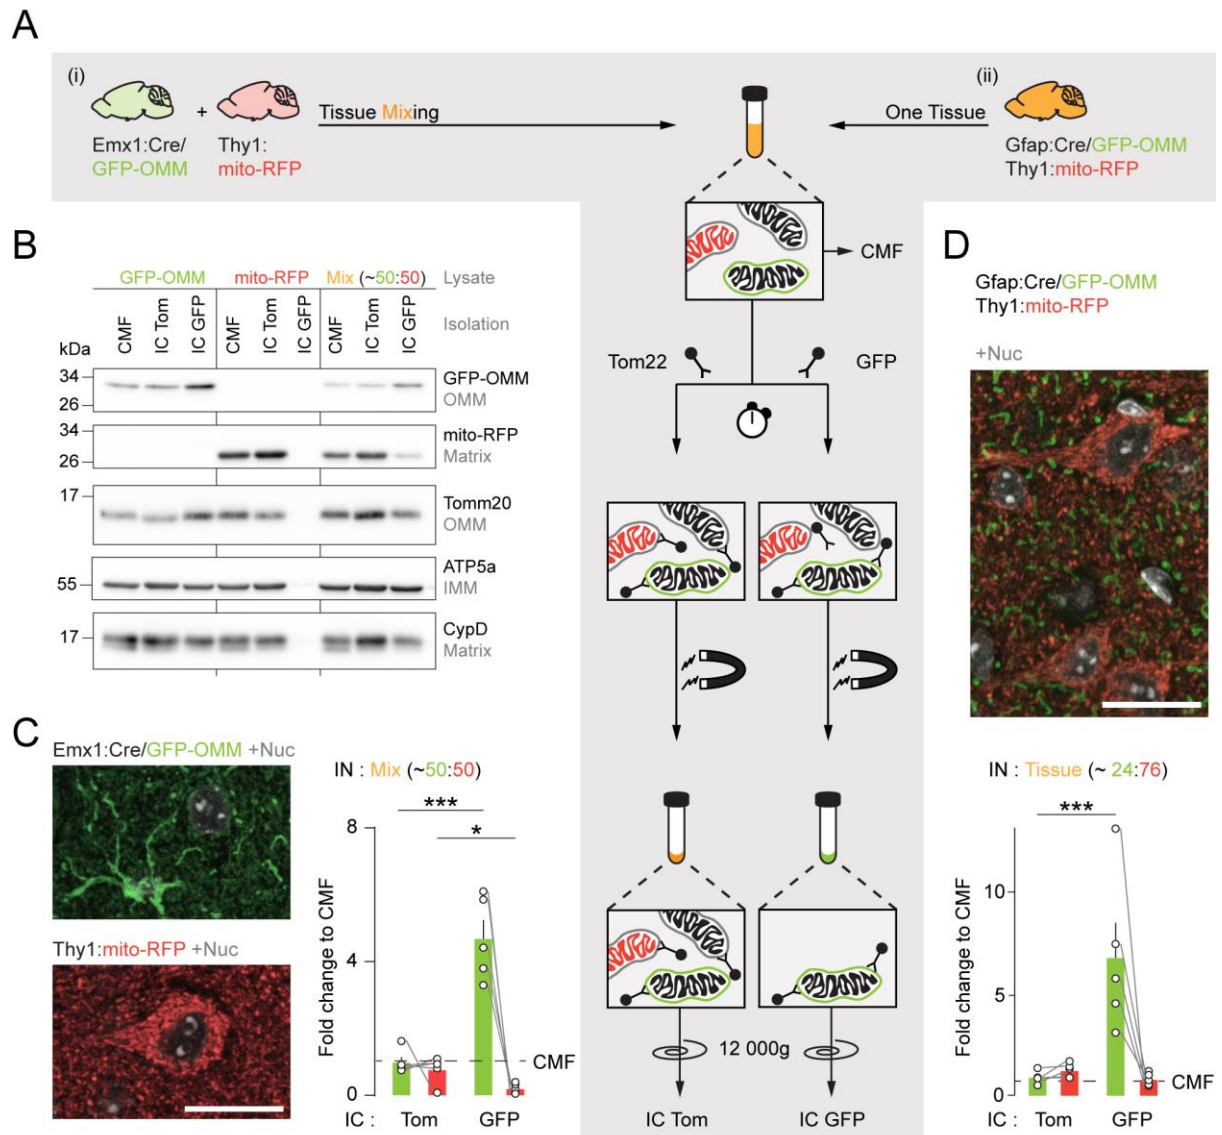 A
(i)
Emx1:Cre/
GFP-OMM
+
Thy1:
mito-RFP
Tissue Mixing
One Tissue
(ii)
Gfap:Cre/GFP-OMM
Thy1:mito-RFP
CMF
Tom22
GFP
12 000g
IC Tom
IC GFP
B
GFP-OMM mito-RFP Mix (~50:50) Lysate
CMF IC Tom IC GFP CMF IC Tom IC GFP CMF IC Tom IC GFP Isolation
kDa
34
26
GFP-OMM
OMM
34
26
mito-RFP
Matrix
17
Tomm20
OMM
55
ATP5a
IMM
17
CypD
Matrix
C
Emx1:Cre/GFP-OMM +Nuc
Thy1:mito-RFP +Nuc
IN : Mix (~50:50)
***
*
Fold change to CMF
8
4
0
CMF
IC : Tom GFP
D
Gfap:Cre/GFP-OMM
Thy1:mito-RFP
+Nuc
IN : Tissue (~ 24:76)
***
Fold change to CMF
10
5
0
CMF
IC : Tom GFP